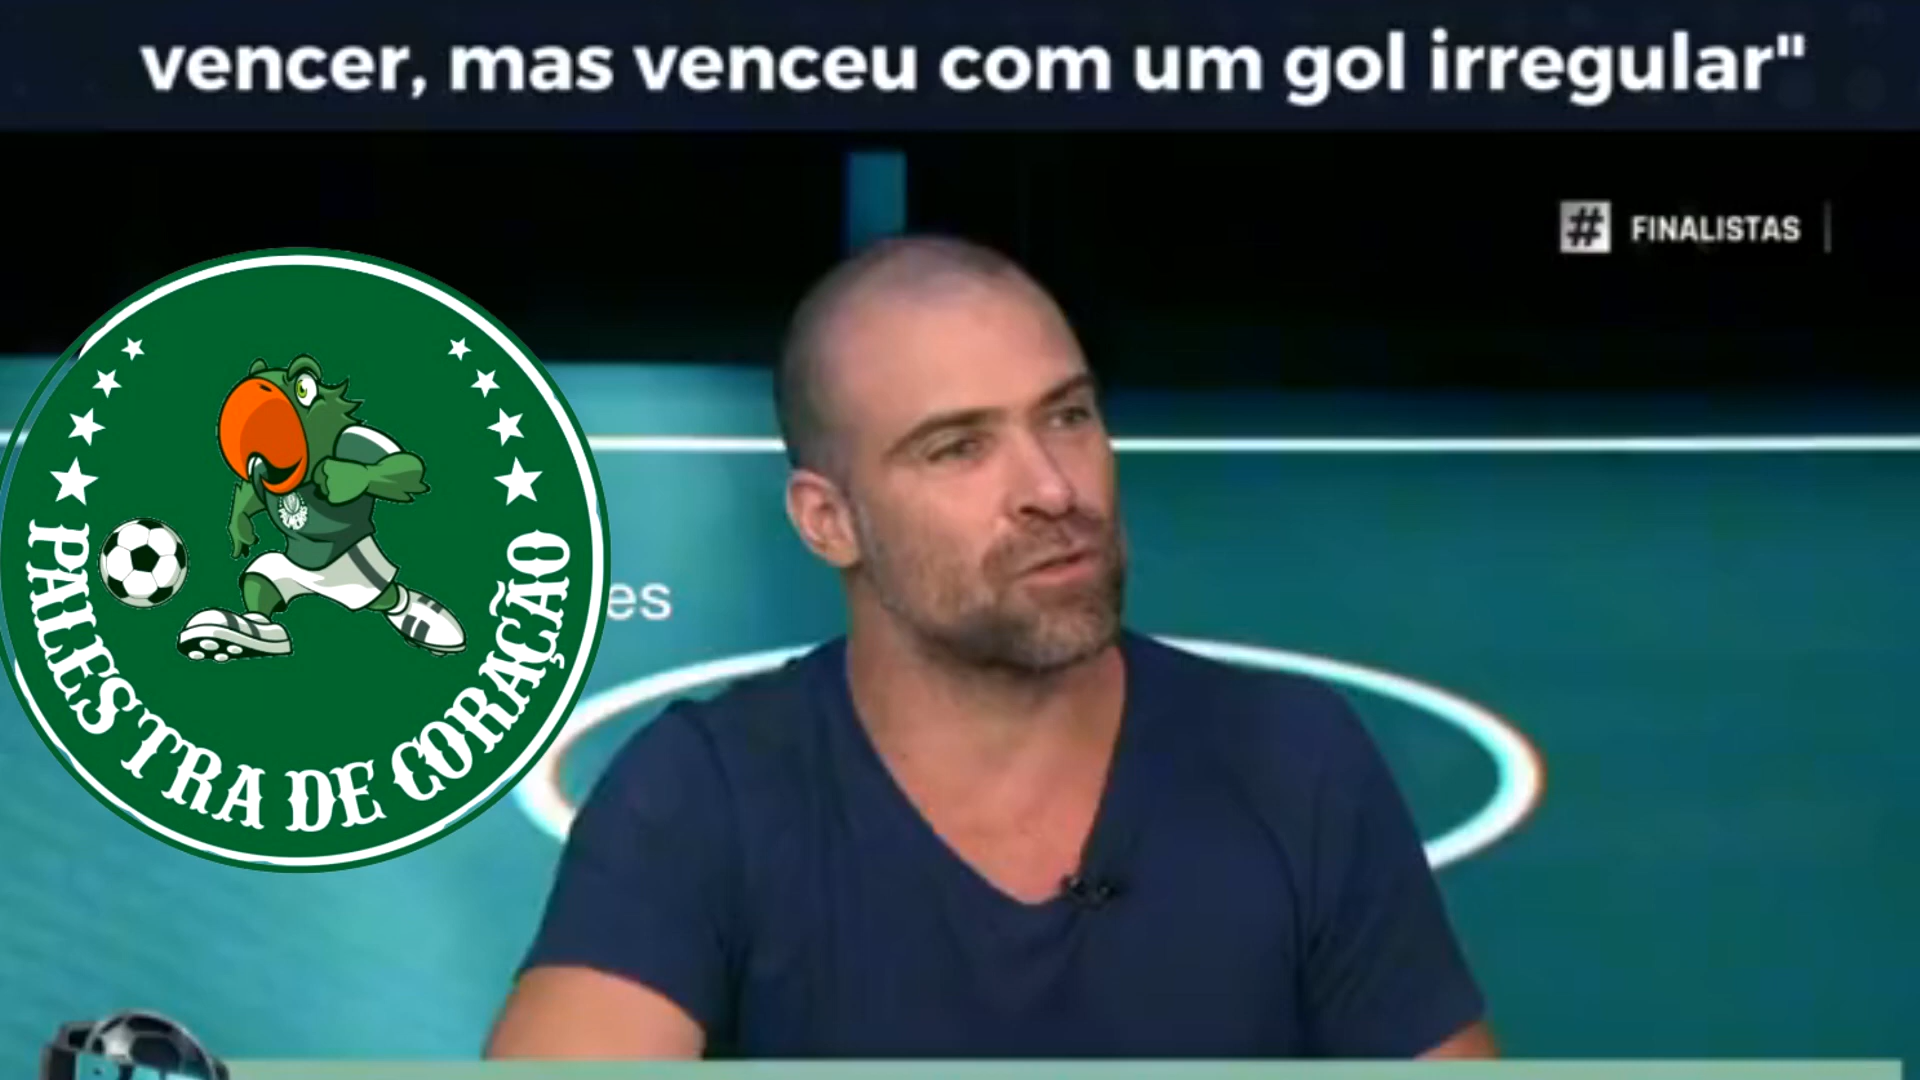 vencer, mas venceu com um gol irregular"
# FINALISTAS
es
PALESTRA DE CORAÇÃO